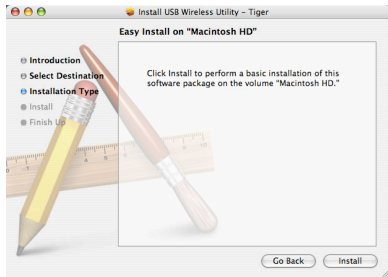 Install USB Wireless Utility – Tiger
Easy Install on "Macintosh HD"
Introduction
Select Destination
Installation Type
Install
Finish Up
Click Install to perform a basic installation of this
software package on the volume "Macintosh HD."
Go Back
Install